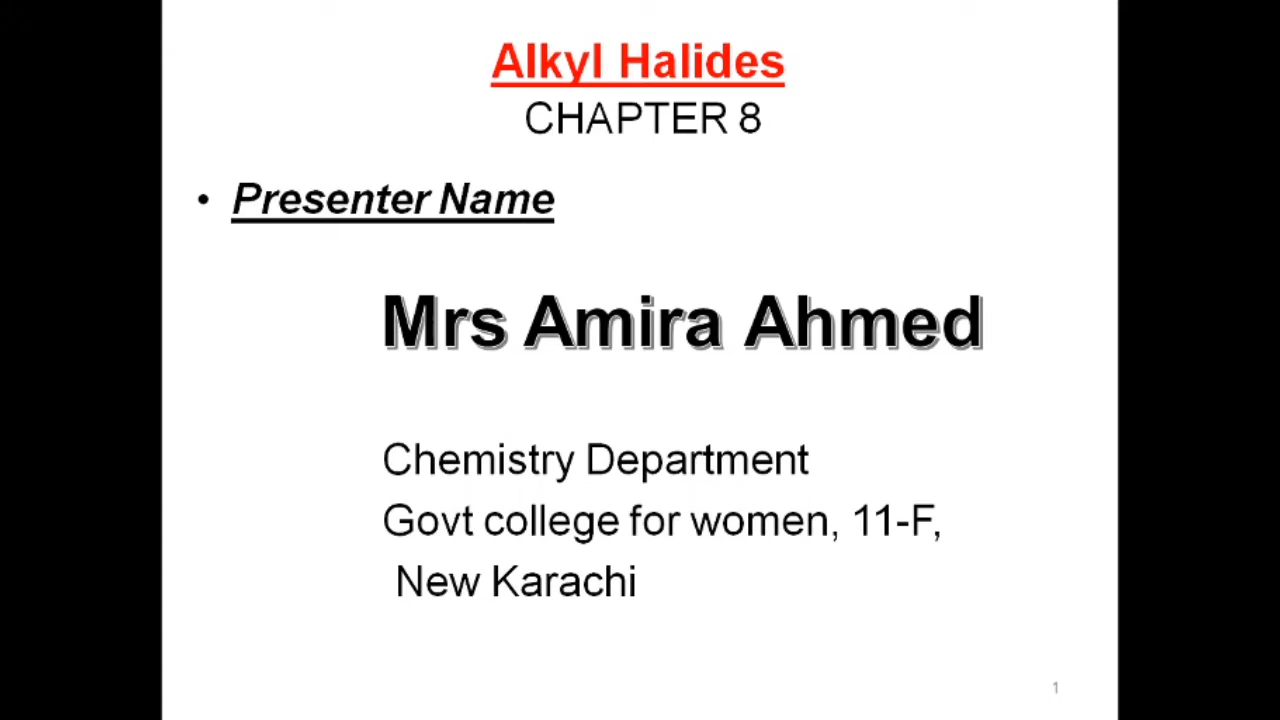 Alkyl Halides
CHAPTER 8
• Presenter Name
Mrs Amira Ahmed
Chemistry Department
Govt college for women, 11-F,
New Karachi
1